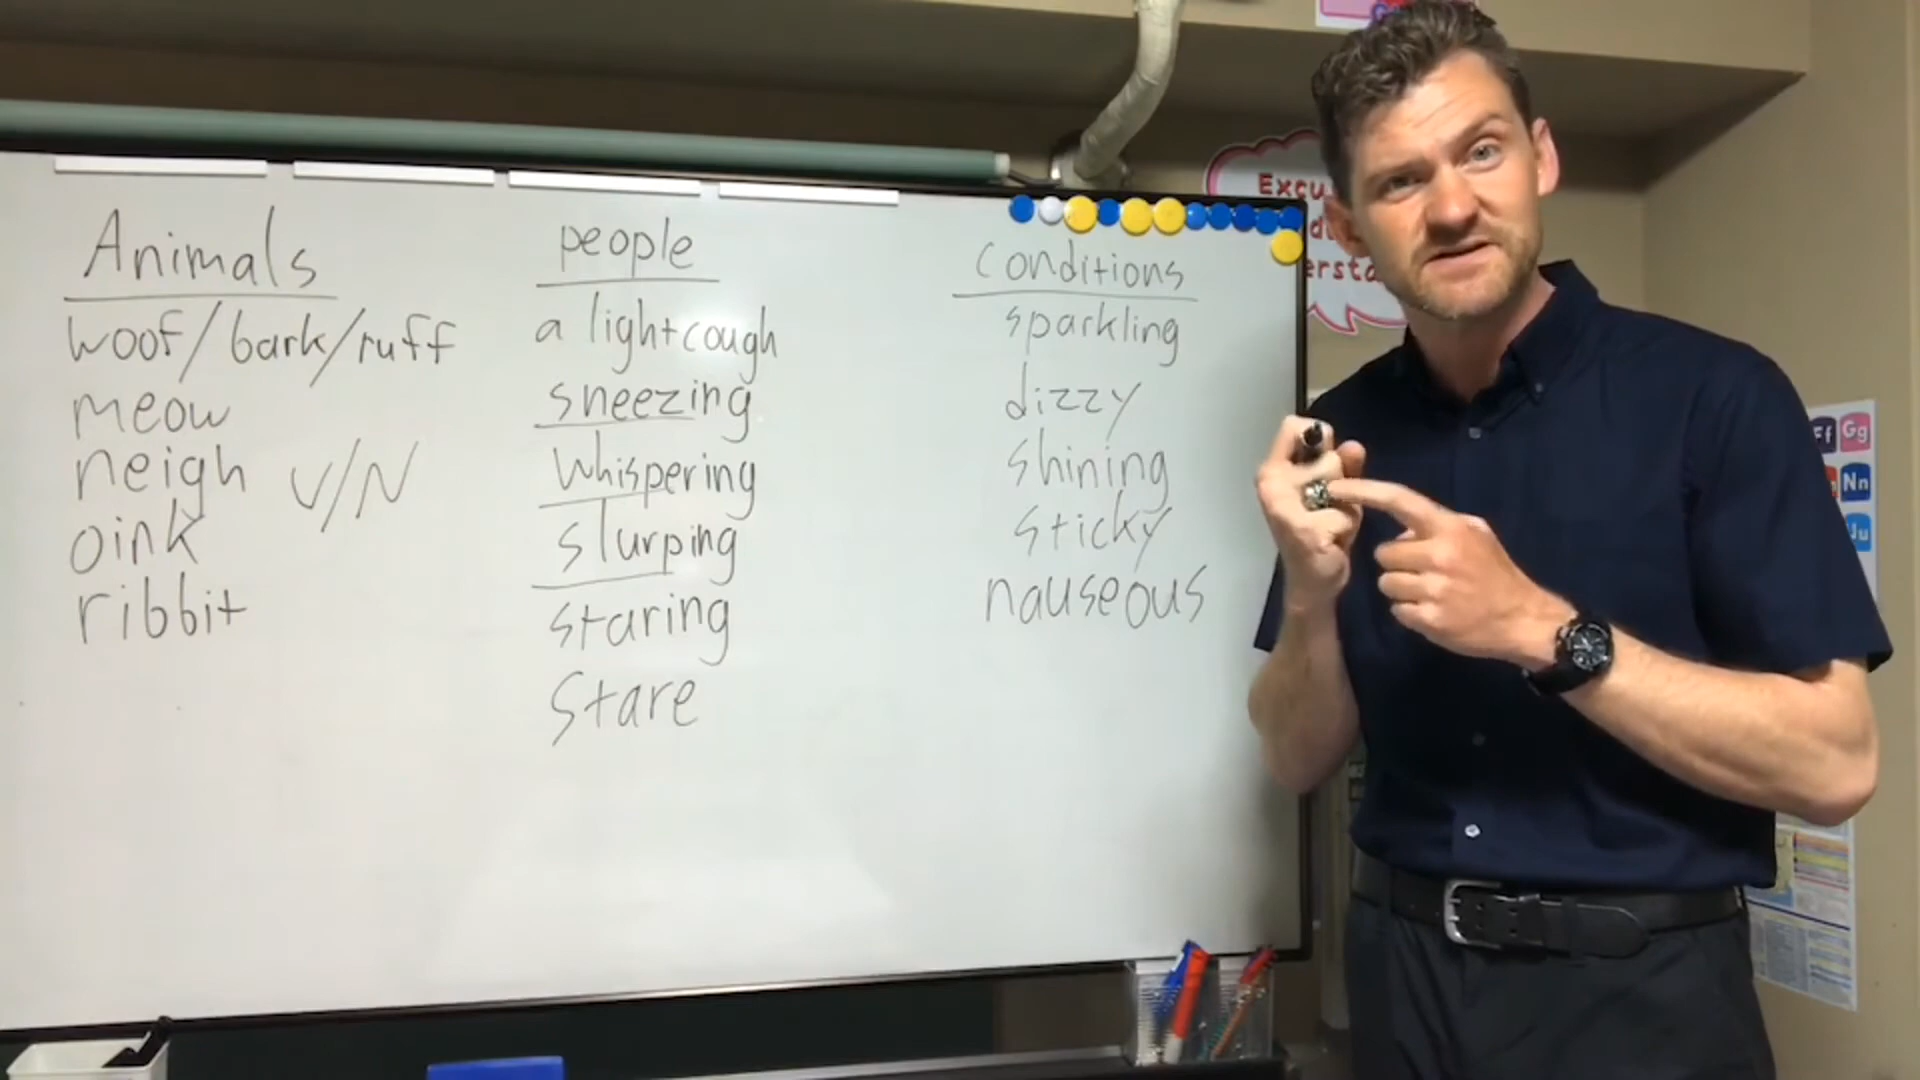 Animals
woof/bark/ruff
meow
neigh V/N
oink
ribbit
people
a light cough
sneezing
whispering
slurping
staring
stare
conditions
sparkling
dizzy
shining
sticky
nauseous
Ff Gg
Nn
Uu